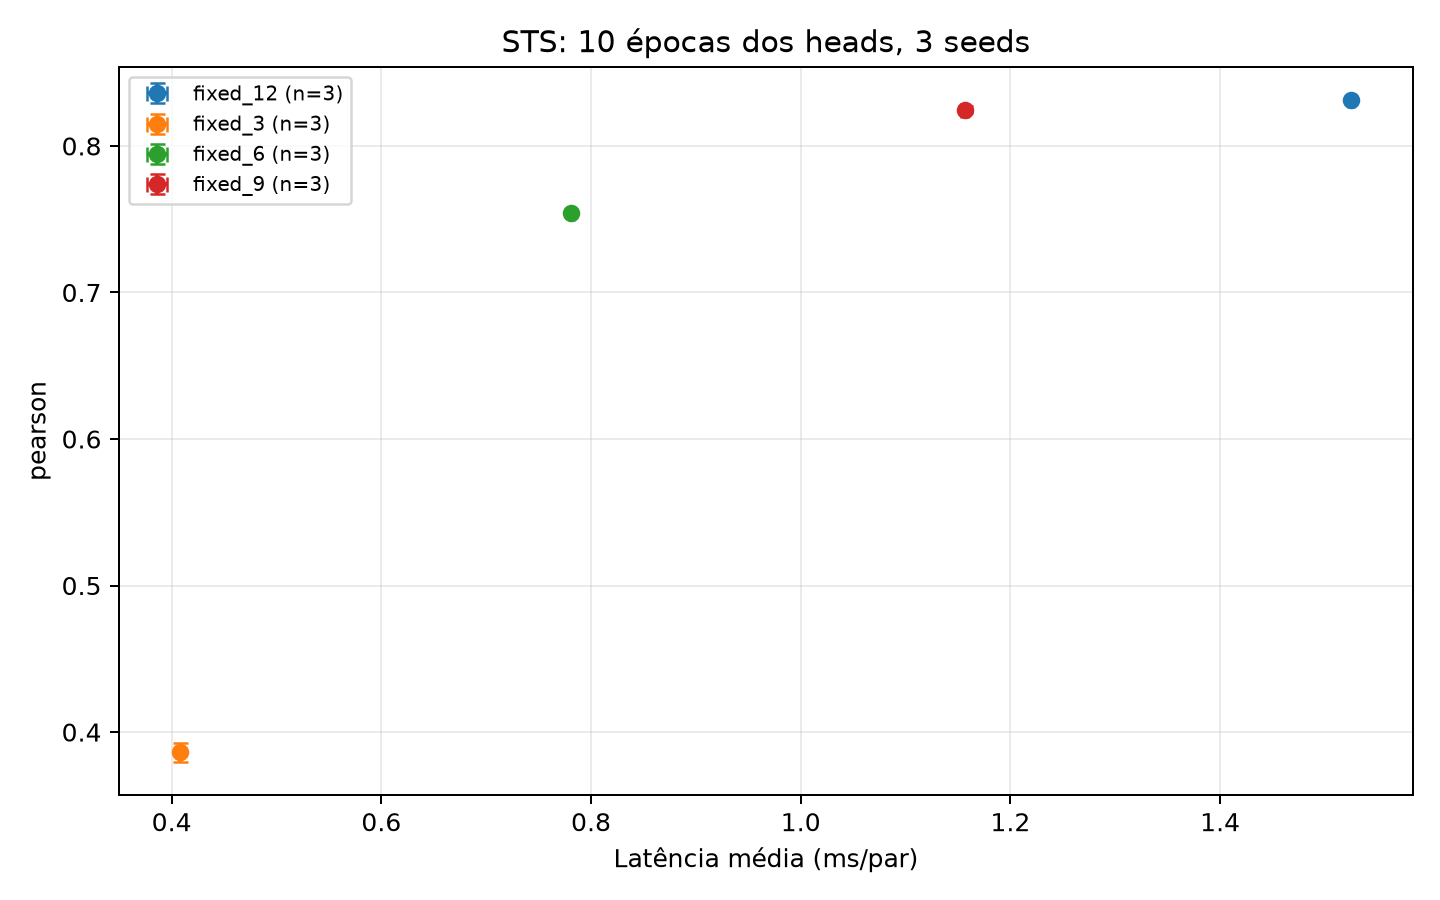 STS: 10 épocas dos heads, 3 seeds
fixed_12 (n=3)
fixed_3 (n=3)
fixed_6 (n=3)
fixed_9 (n=3)
pearson
0.8
0.7
0.6
0.5
0.4
0.4 0.6 0.8 1.0 1.2 1.4
Latência média (ms/par)